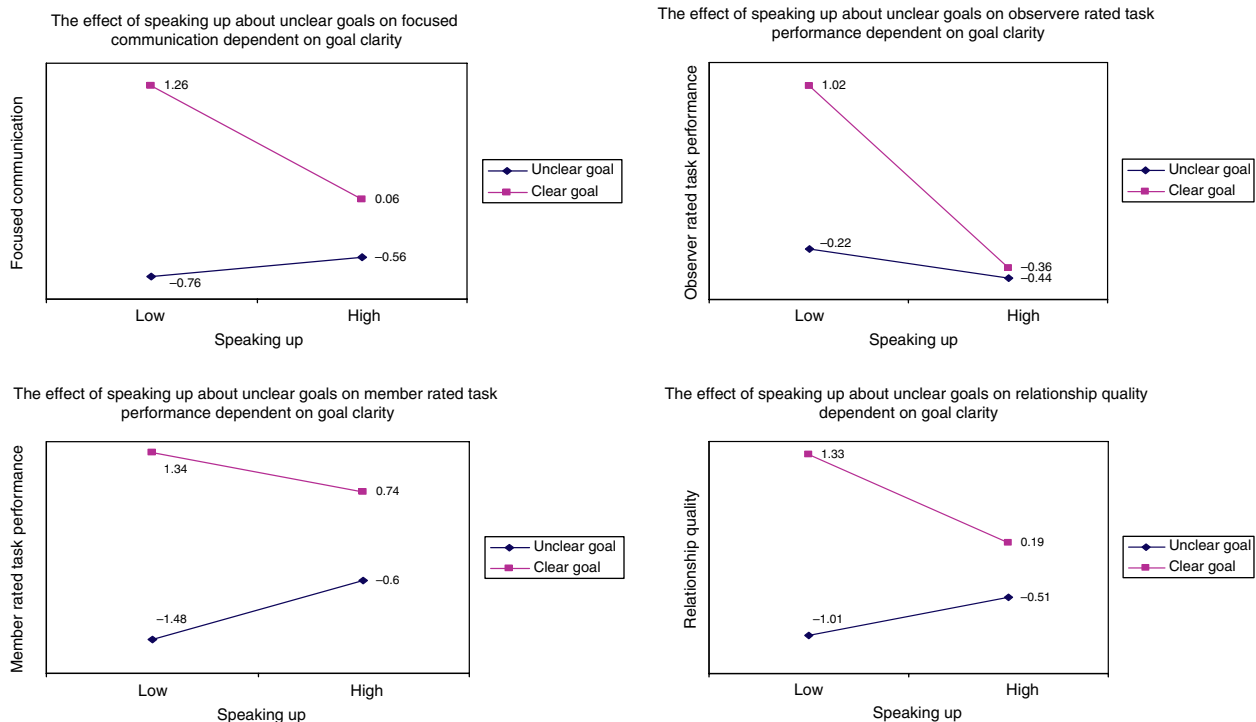 The effect of speaking up about unclear goals on focused
communication dependent on goal clarity
Focused communication
1.26
0.06
−0.56
−0.76
Low
High
Speaking up
Unclear goal
Clear goal
The effect of speaking up about unclear goals on observere rated task
performance dependent on goal clarity
Observer rated task performance
1.02
−0.22
−0.36
−0.44
Low
High
Speaking up
Unclear goal
Clear goal
The effect of speaking up about unclear goals on member rated task
performance dependent on goal clarity
Member rated task performance
1.34
0.74
−0.6
−1.48
Low
High
Speaking up
Unclear goal
Clear goal
The effect of speaking up about unclear goals on relationship quality
dependent on goal clarity
Relationship quality
1.33
0.19
−0.51
−1.01
Low
High
Speaking up
Unclear goal
Clear goal